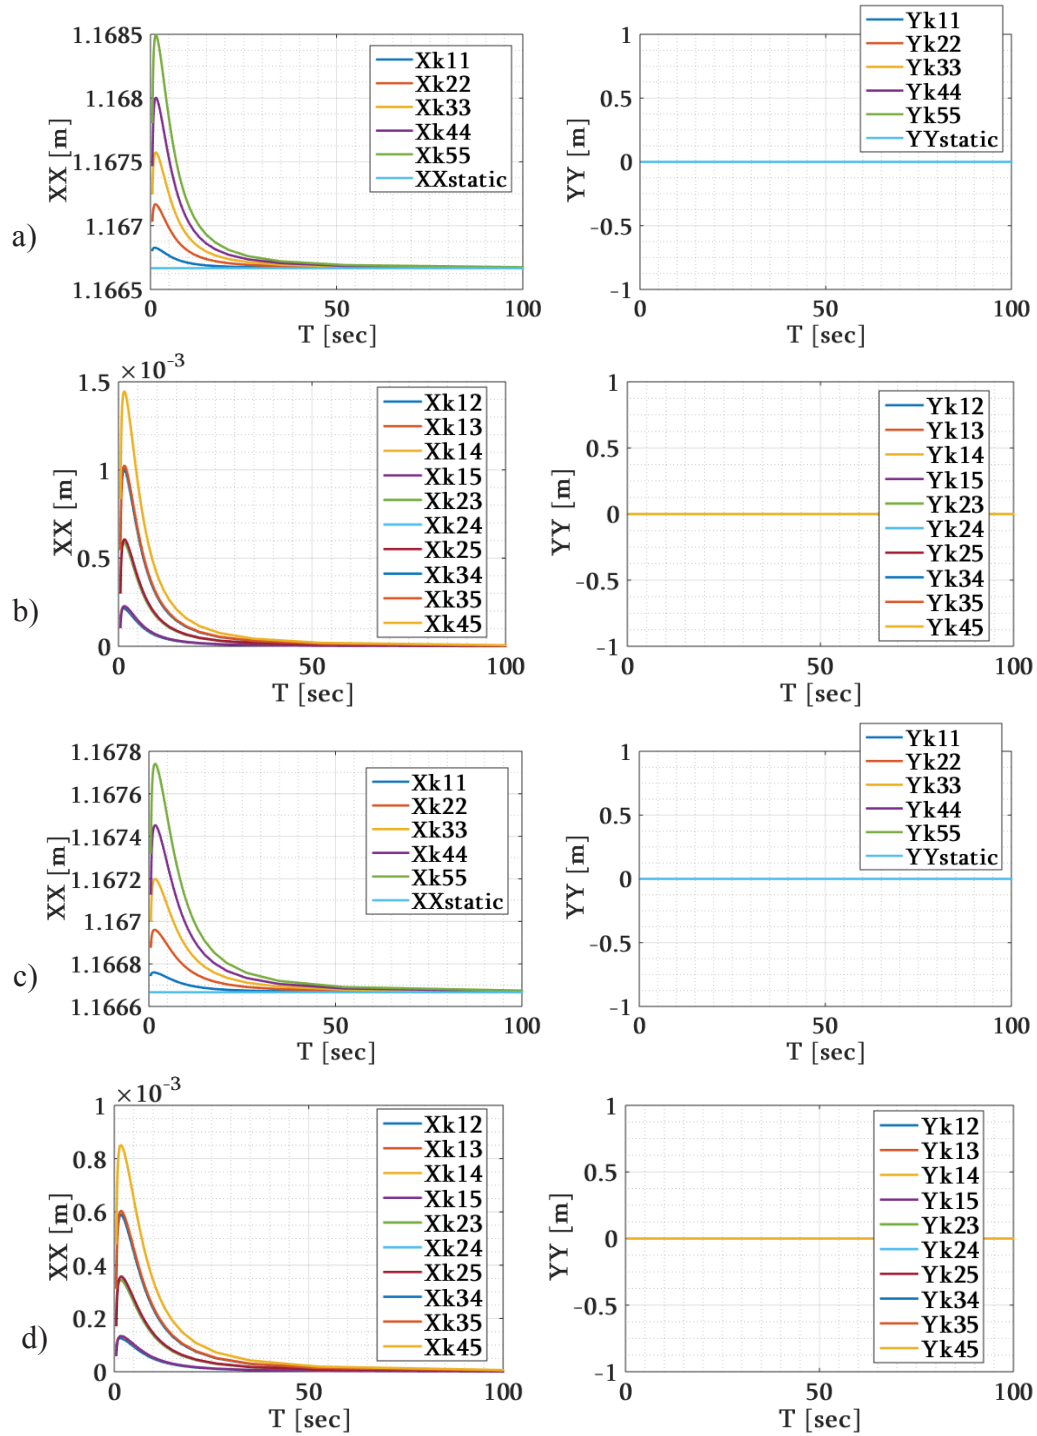 a)
XX [m]
1.1685
1.168
1.1675
1.167
1.1665
0
50
100
T [sec]
Xk11
Xk22
Xk33
Xk44
Xk55
XXstatic
YY [m]
1
0.5
0
-0.5
-1
0
50
100
T [sec]
Yk11
Yk22
Yk33
Yk44
Yk55
YYstatic
b)
×10-3
XX [m]
1.5
1
0.5
0
0
50
100
T [sec]
Xk12
Xk13
Xk14
Xk15
Xk23
Xk24
Xk25
Xk34
Xk35
Xk45
YY [m]
1
0.5
0
-0.5
-1
0
50
100
T [sec]
Yk12
Yk13
Yk14
Yk15
Yk23
Yk24
Yk25
Yk34
Yk35
Yk45
c)
XX [m]
1.1678
1.1676
1.1674
1.1672
1.167
1.1668
1.1666
0
50
100
T [sec]
Xk11
Xk22
Xk33
Xk44
Xk55
XXstatic
YY [m]
1
0.5
0
-0.5
-1
0
50
100
T [sec]
Yk11
Yk22
Yk33
Yk44
Yk55
YYstatic
d)
×10-3
XX [m]
1
0.8
0.6
0.4
0.2
0
0
50
100
T [sec]
Xk12
Xk13
Xk14
Xk15
Xk23
Xk24
Xk25
Xk34
Xk35
Xk45
YY [m]
1
0.5
0
-0.5
-1
0
50
100
T [sec]
Yk12
Yk13
Yk14
Yk15
Yk23
Yk24
Yk25
Yk34
Yk35
Yk45